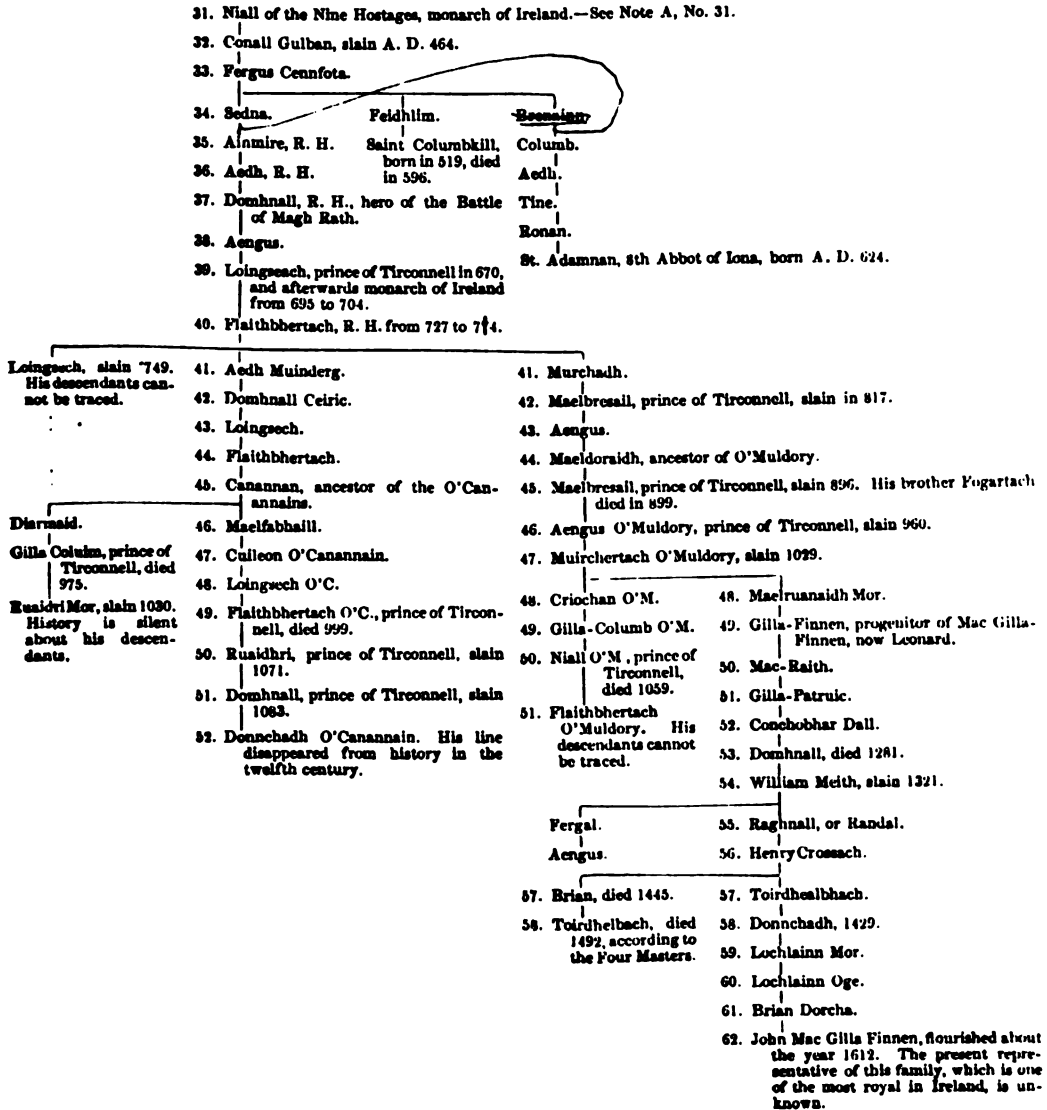 31. Niall of the Nine Hostages, monarch of Ireland.—See Note A, No. 31.
32. Conall Gulban, slain A. D. 464.
33. Fergus Cennfota.
34. Sedna.
Feidhlim.
35. Ainmire, R. H.
Saint Columbkill,
born in 519, died
in 596.
Columb.
36. Aedh, R. H.
Aedh.
37. Domhnall, R. H., hero of the Battle
of Magh Rath.
Tine.
Ronan.
38. Aengus.
St. Adamnan, 8th Abbot of Iona, born A. D. 624.
39. Loingseach, prince of Tirconnell in 670,
and afterwards monarch of Ireland
from 695 to 704.
40. Flaithbhertach, R. H. from 727 to
Loingsech, slain 749.
His descendants can-
not be traced.
41. Aedh Muinderg.
42. Domhnall Ceiric.
43. Loingsech.
44. Flaithbhertach.
45. Canannan, ancestor of the O'Can-
annains.
41. Murchadh.
42. Maelbresail, prince of Tirconnell, slain in 817.
43. Aengus.
44. Maeldoraidh, ancestor of O'Muldory.
45. Maelbresail, prince of Tirconnell, slain 896. His brother Fogartach
died in 899.
46. Aengus O'Muldory, prince of Tirconnell, slain 960.
47. Muirchertach O'Muldory, slain 1029.
Diarmaid.
Gilla Coluim, prince of
Tirconnell, died
975.
Ruaidri Mor, slain 1030.
History is silent
about his descen-
dants.
46. Maelfabhaill.
47. Cuileon O'Canannain.
48. Loingsech O'C.
49. Flaithbhertach O'C., prince of Tircon-
nell, died 999.
50. Ruaidhri, prince of Tirconnell, slain
1071.
51. Domhnall, prince of Tirconnell, slain
1083.
52. Donnchadh O'Canannain. His line
disappeared from history in the
twelfth century.
48. Criochan O'M.
49. Gilla-Columb O'M.
50. Niall O'M, prince of
Tirconnell,
died 1059.
51. Flaithbhertach
O'Muldory. His
descendants cannot
be traced.
48. Maelruanaidh Mor.
49. Gilla-Finnen, progenitor of Mac Gilla-
Finnen, now Leonard.
50. Mac-Raith.
51. Gilla-Patruic.
52. Conchobhar Dall.
53. Domhnall, died 1281.
54. William Meith, slain 1321.
Fergal.
Aengus.
55. Raghnall, or Randal.
56. Henry Crossach.
57. Brian, died 1445.
58. Toirdhelbach, died
1492, according to
the Four Masters.
57. Toirdhealbhach.
58. Donnchadh, 1429.
59. Lochlainn Mor.
60. Lochlainn Oge.
61. Brian Dorcha.
62. John Mac Gilla Finnen, flourished about
the year 1612. The present repre-
sentative of this family, which is one
of the most royal in Ireland, is un-
known.